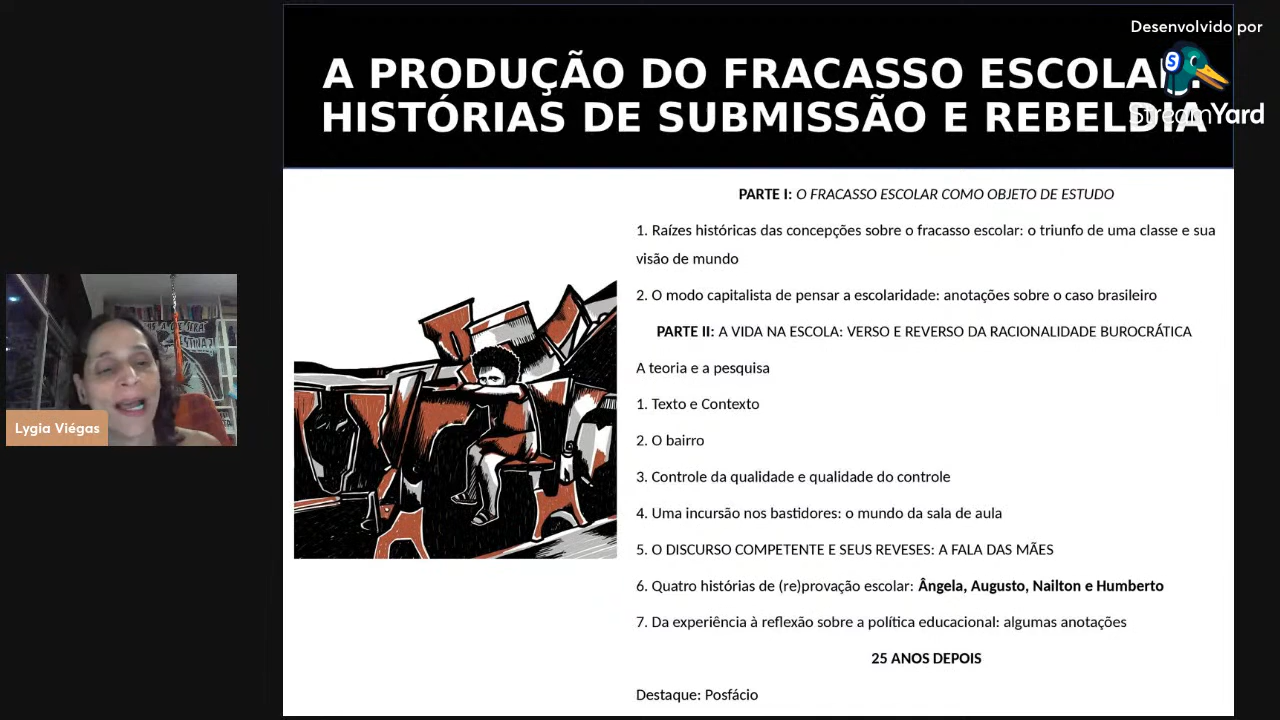 Desenvolvido por
StreamYard
A PRODUÇÃO DO FRACASSO ESCOLAR:
HISTÓRIAS DE SUBMISSÃO E REBELDIA
PARTE I: O FRACASSO ESCOLAR COMO OBJETO DE ESTUDO
1. Raízes históricas das concepções sobre o fracasso escolar: o triunfo de uma classe e sua
visão de mundo
2. O modo capitalista de pensar a escolaridade: anotações sobre o caso brasileiro
PARTE II: A VIDA NA ESCOLA: VERSO E REVERSO DA RACIONALIDADE BUROCRÁTICA
A teoria e a pesquisa
1. Texto e Contexto
2. O bairro
3. Controle da qualidade e qualidade do controle
4. Uma incursão nos bastidores: o mundo da sala de aula
5. O DISCURSO COMPETENTE E SEUS REVESES: A FALA DAS MÃES
6. Quatro histórias de (re)provação escolar: Ângela, Augusto, Nailton e Humberto
7. Da experiência à reflexão sobre a política educacional: algumas anotações
25 ANOS DEPOIS
Destaque: Posfácio
Lygia Viégas